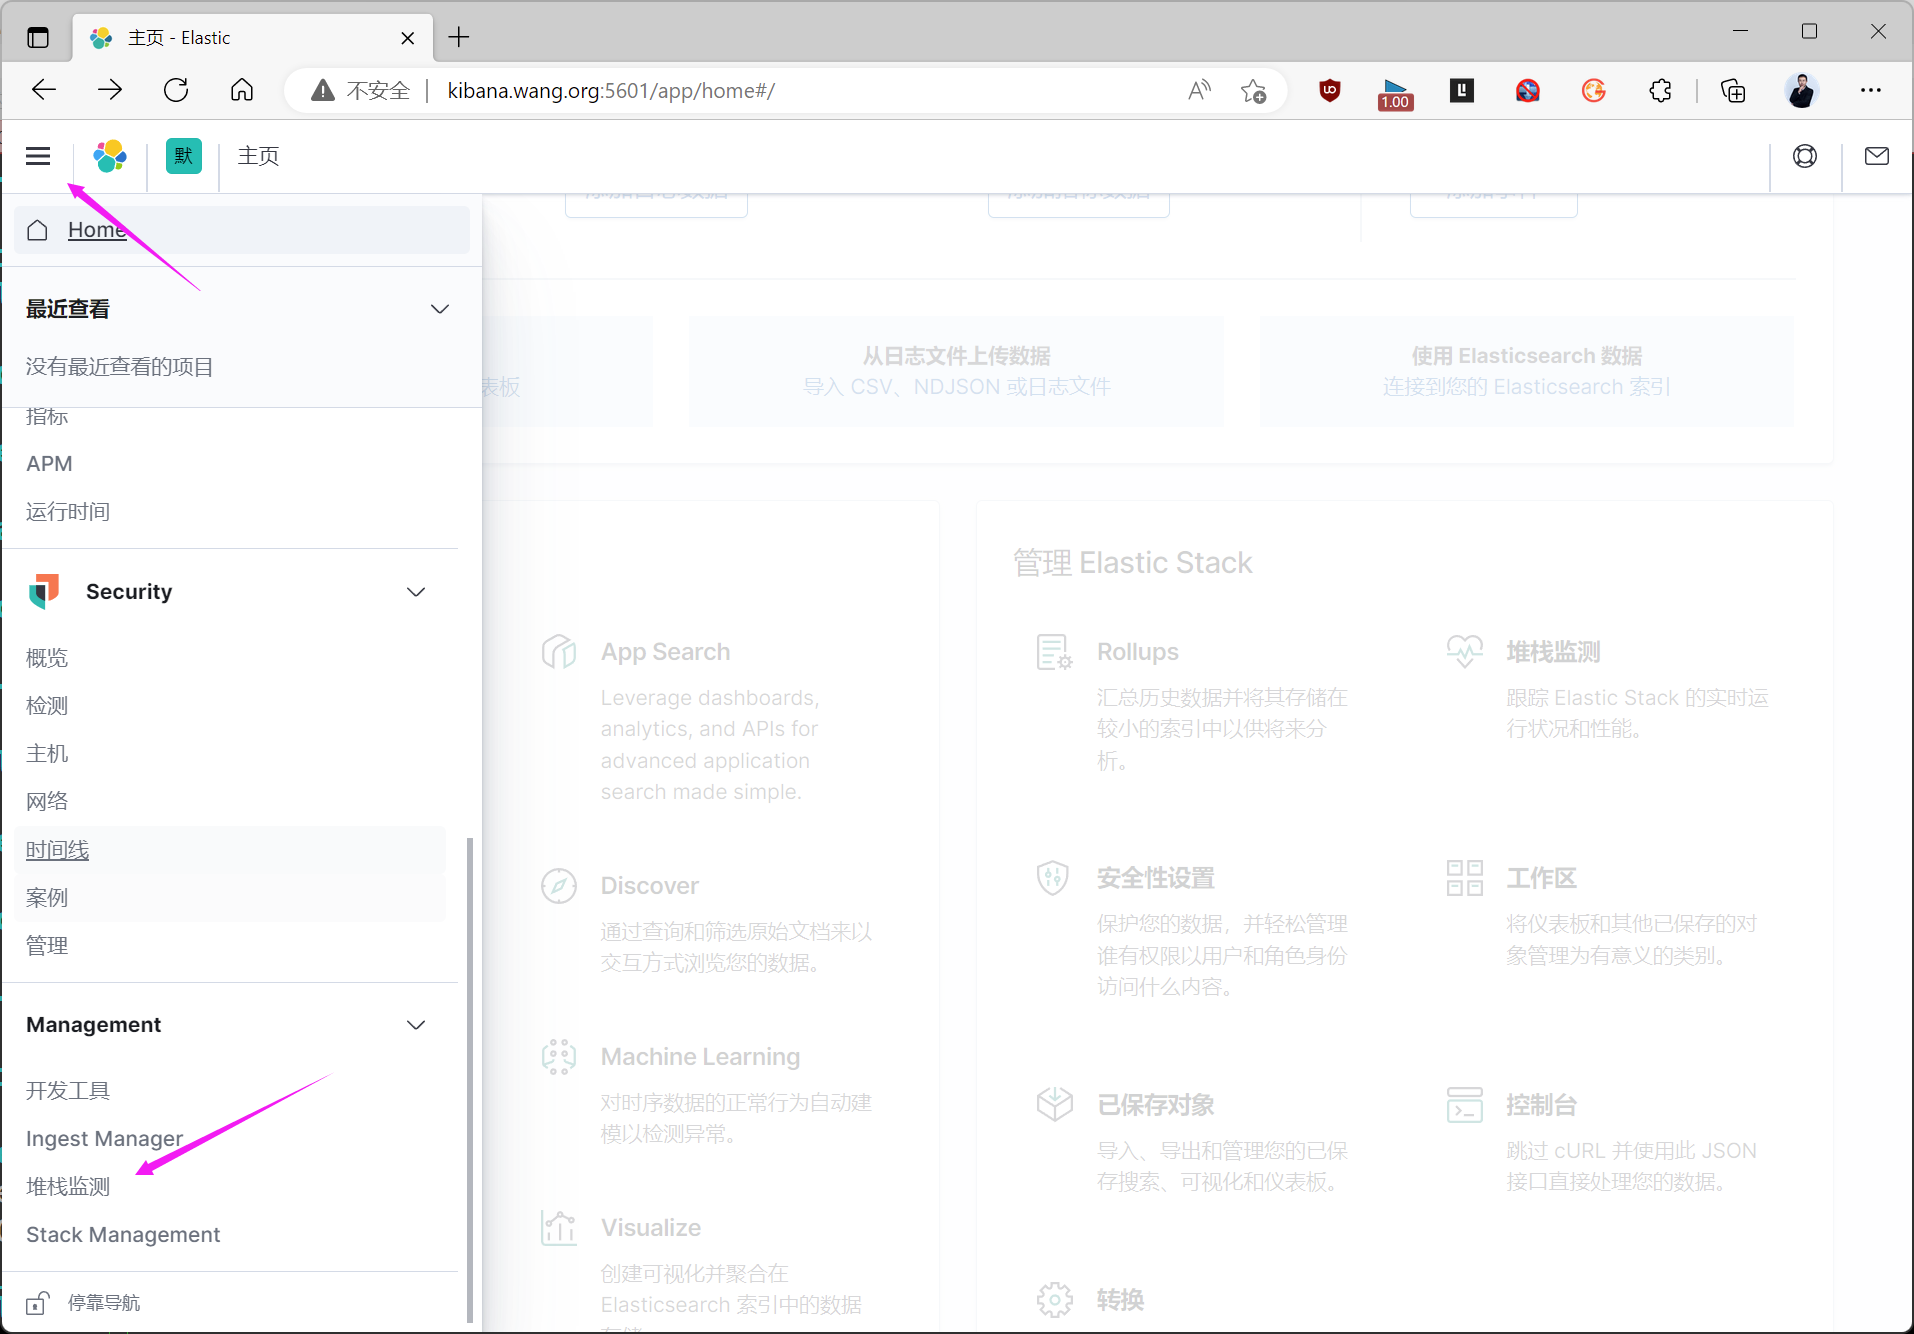 主页 - Elastic
不安全
kibana.wang.org:5601/app/home#/
1.00
默
主页
Home
最近查看
没有最近查看的项目
指标
APM
运行时间
Security
概览
检测
主机
网络
时间线
案例
管理
Management
开发工具
Ingest Manager
堆栈监测
Stack Management
停靠导航
表板
从日志文件上传数据
导入 CSV、NDJSON 或日志文件
使用 Elasticsearch 数据
连接到您的 Elasticsearch 索引
App Search
Leverage dashboards,
analytics, and APIs for
advanced application
search made simple.
Discover
通过查询和筛选原始文档来以
交互方式浏览您的数据。
Machine Learning
对时序数据的正常行为自动建
模以检测异常。
Visualize
创建可视化并聚合在
Elasticsearch 索引中的数据
管理 Elastic Stack
Rollups
汇总历史数据并将其存储在
较小的索引中以供将来分
析。
堆栈监测
跟踪 Elastic Stack 的实时运
行状况和性能。
安全性设置
保护您的数据，并轻松管理
谁有权限以用户和角色身份
访问什么内容。
工作区
将仪表板和其他已保存的对
象管理为有意义的类别。
已保存对象
导入、导出和管理您的已保
存搜索、可视化和仪表板。
控制台
跳过 cURL 并使用此 JSON
接口直接处理您的数据。
转换